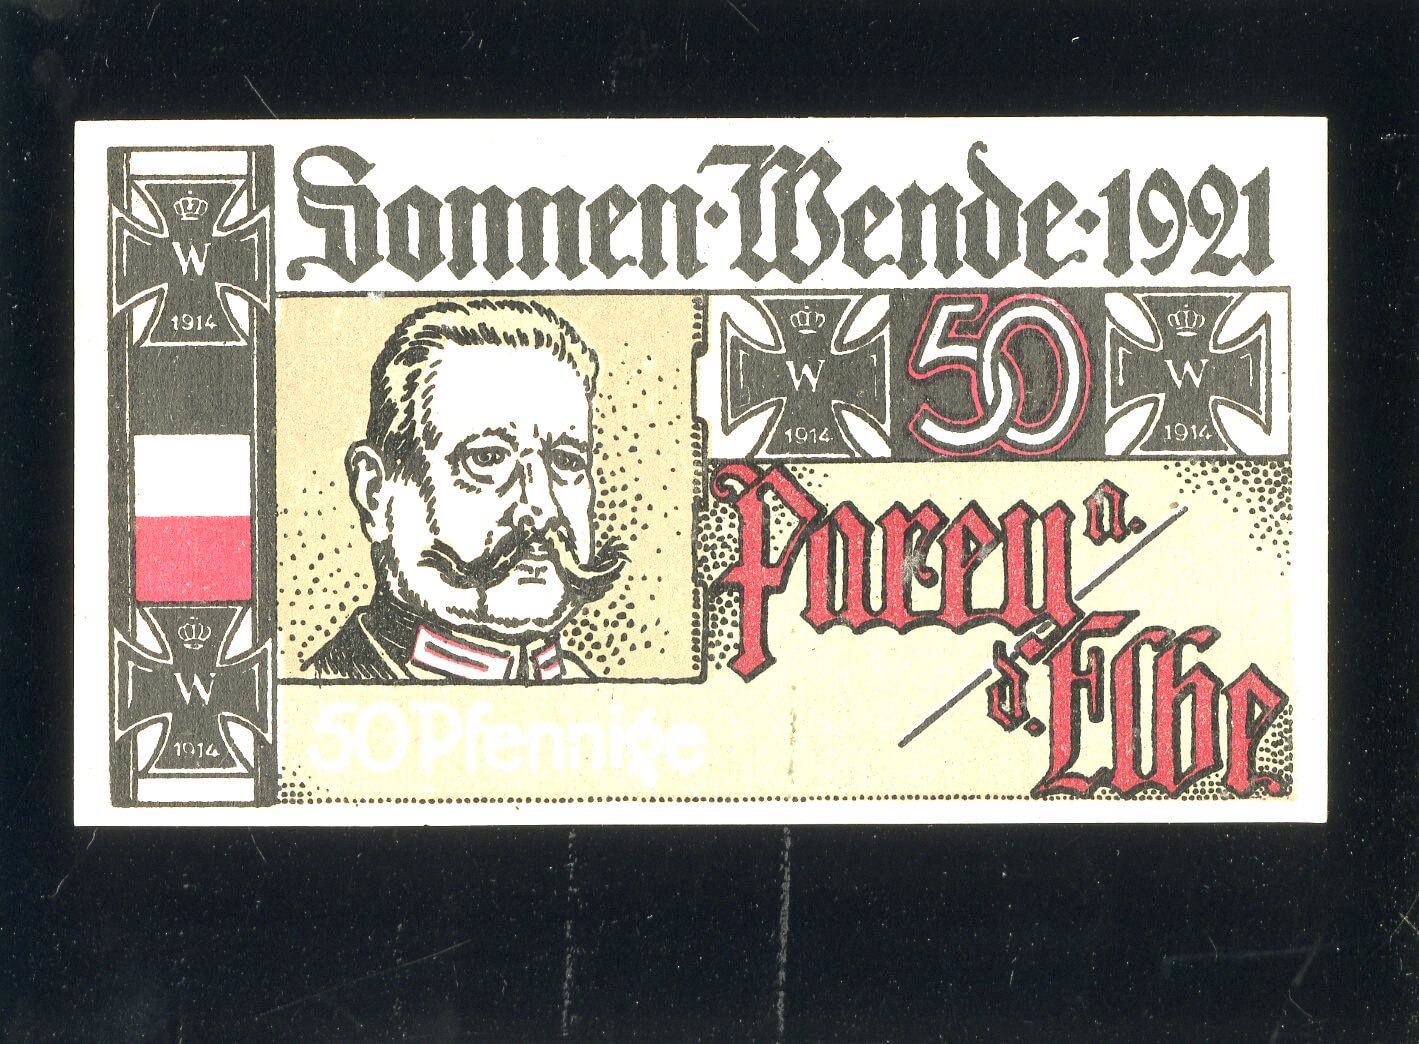 Sonnen·Wende·1921
W
1914
50
W
1914
W
1914
Parey a.
d. Elbe.
W
1914
50 Pfennige